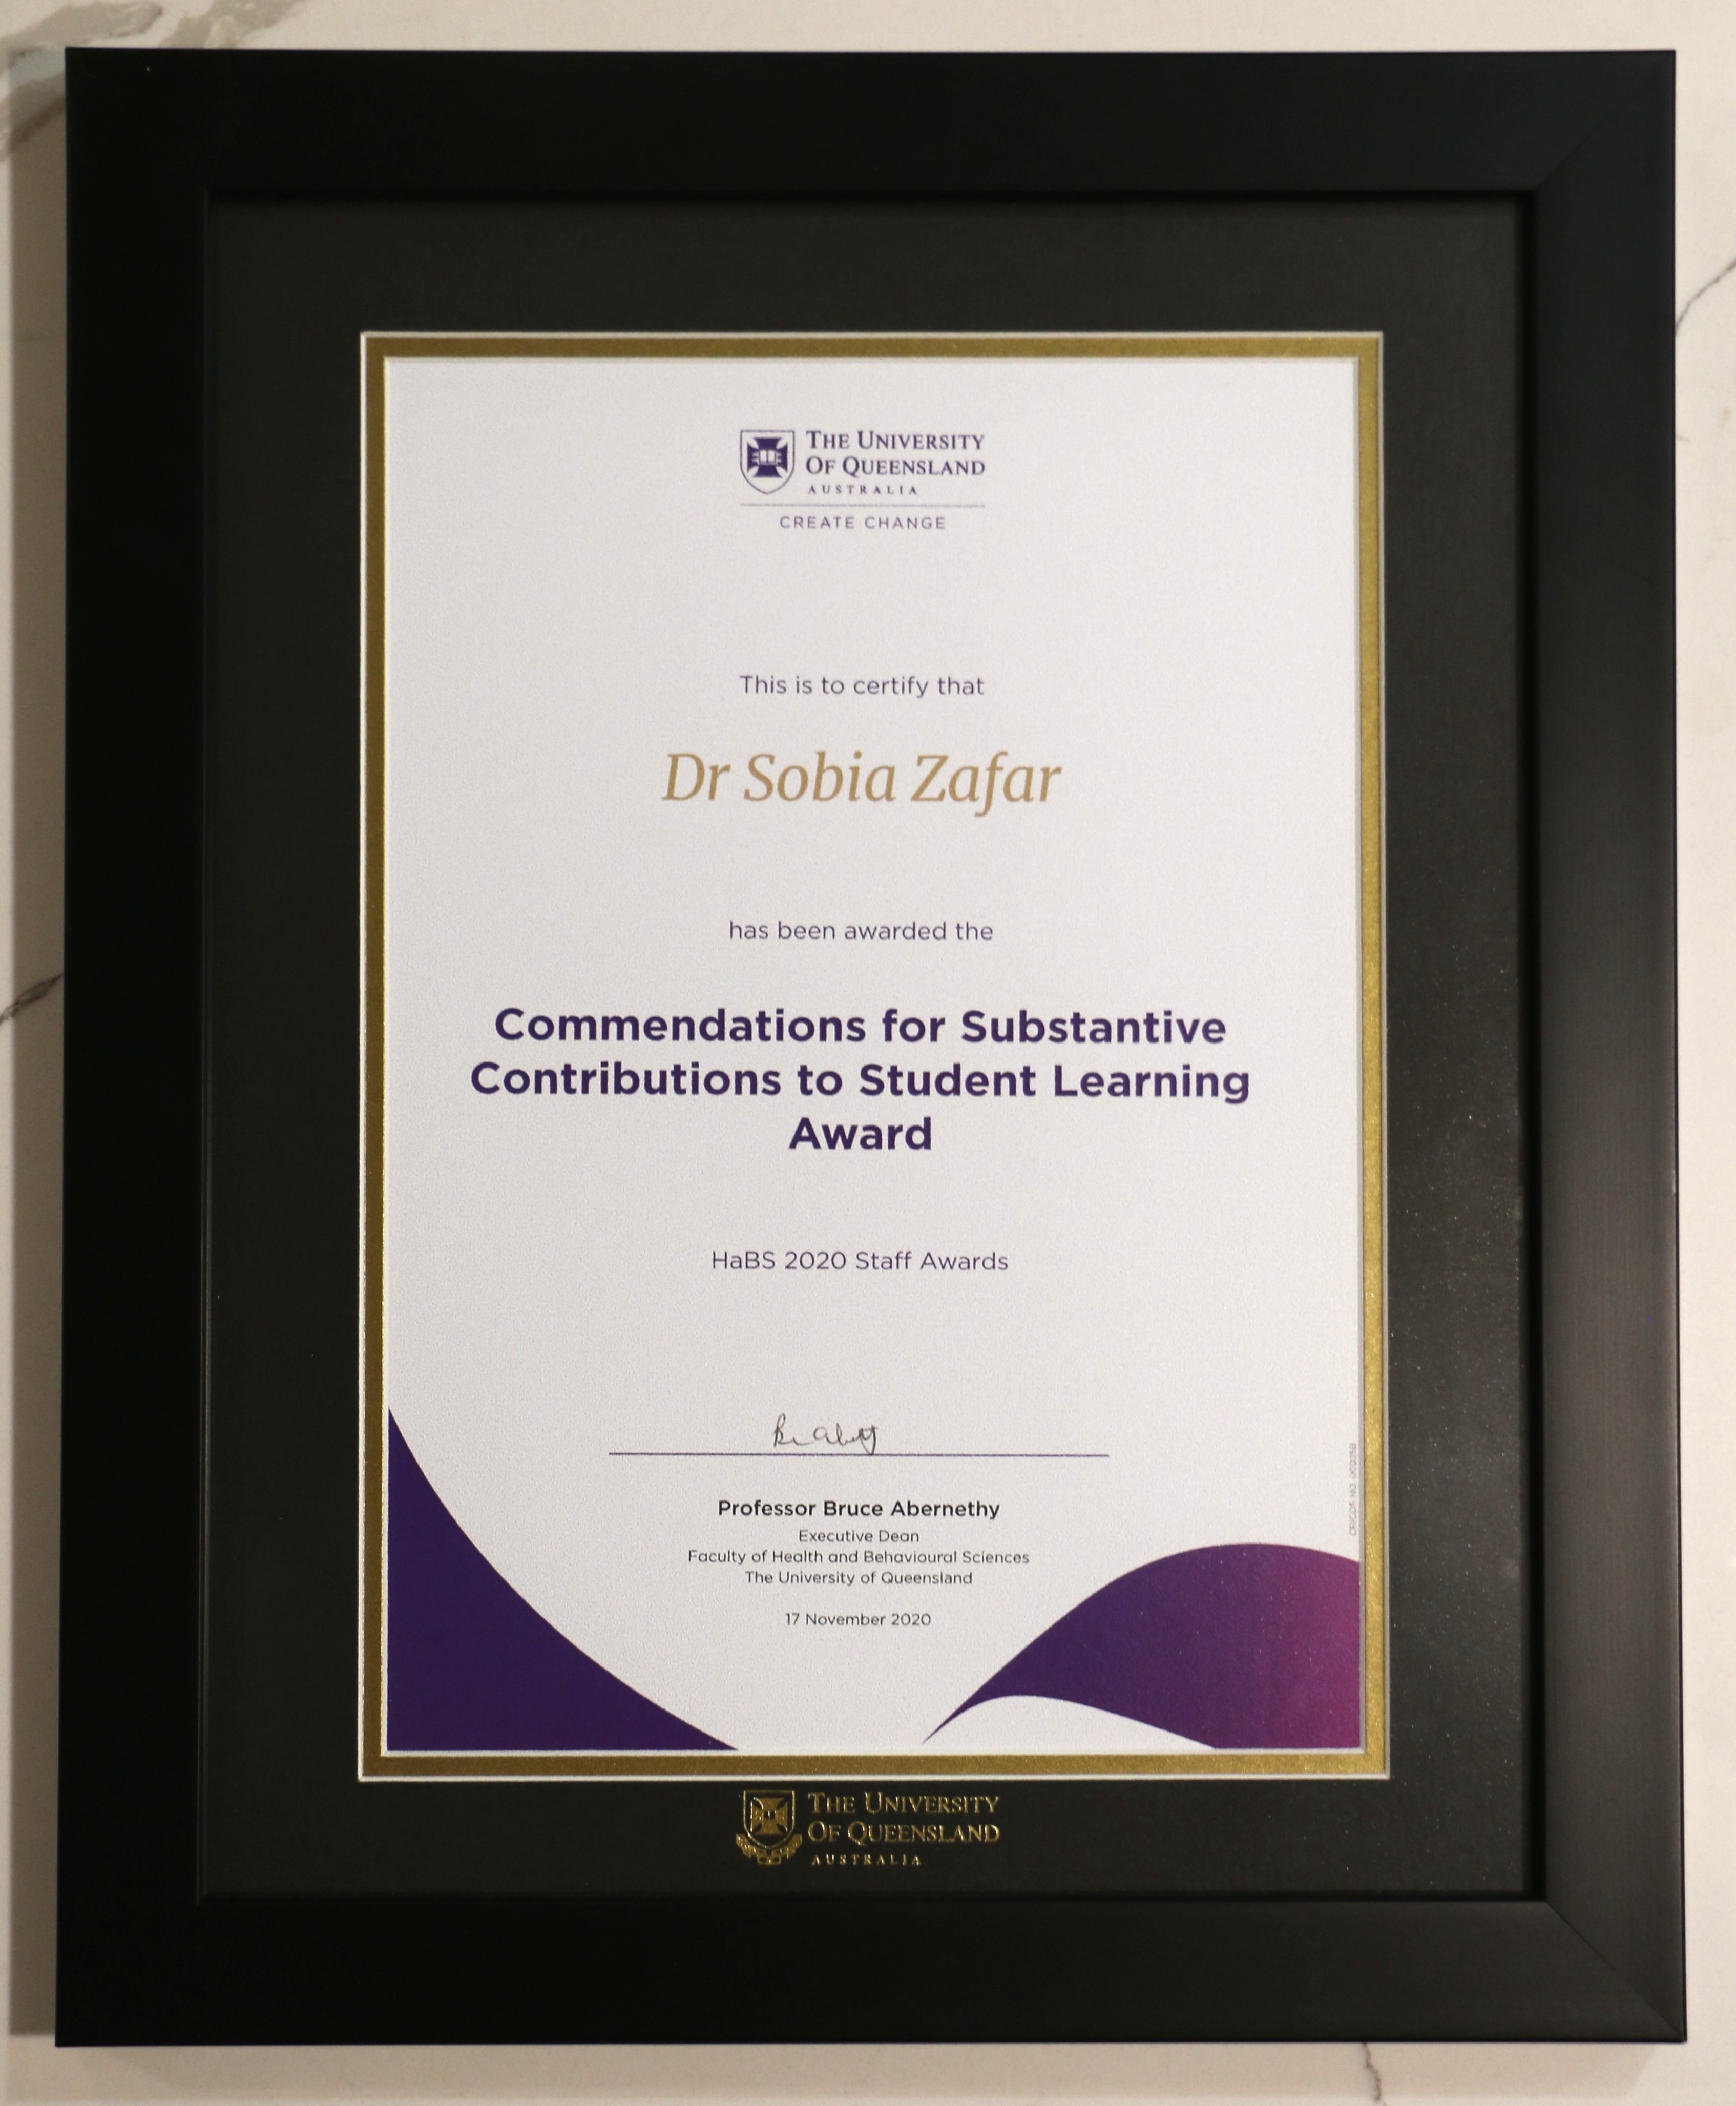 THE UNIVERSITY
OF QUEENSLAND
AUSTRALIA
CREATE CHANGE
This is to certify that
Dr Sobia Zafar
has been awarded the
Commendations for Substantive
Contributions to Student Learning
Award
HaBS 2020 Staff Awards
Professor Bruce Abernethy
Executive Dean
Faculty of Health and Behavioural Sciences
The University of Queensland
17 November 2020
CRICOS NO. 00025B
THE UNIVERSITY
OF QUEENSLAND
AUSTRALIA